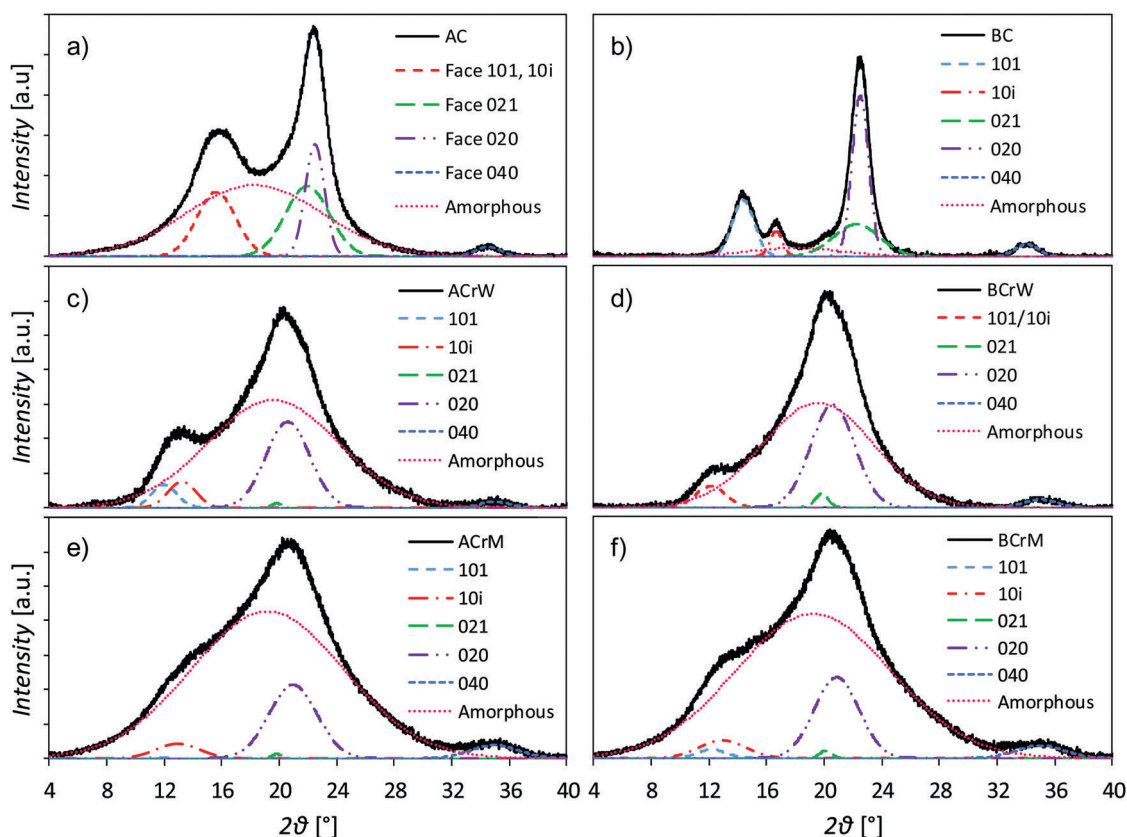 a)
AC
Face 101, 10i
Face 021
Face 020
Face 040
Amorphous
Intensity [a.u]
b)
BC
101
10i
021
020
040
Amorphous
c)
ACrW
101
10i
021
020
040
Amorphous
Intensity [a.u.]
d)
BCrW
101/10i
021
020
040
Amorphous
e)
ACrM
101
10i
021
020
040
Amorphous
Intensity [a.u.]
4 8 12 16 20 24 28 32 36 40
2ϑ [°]
f)
BCrM
101
10i
021
020
040
Amorphous
4 8 12 16 20 24 28 32 36 40
2ϑ [°]